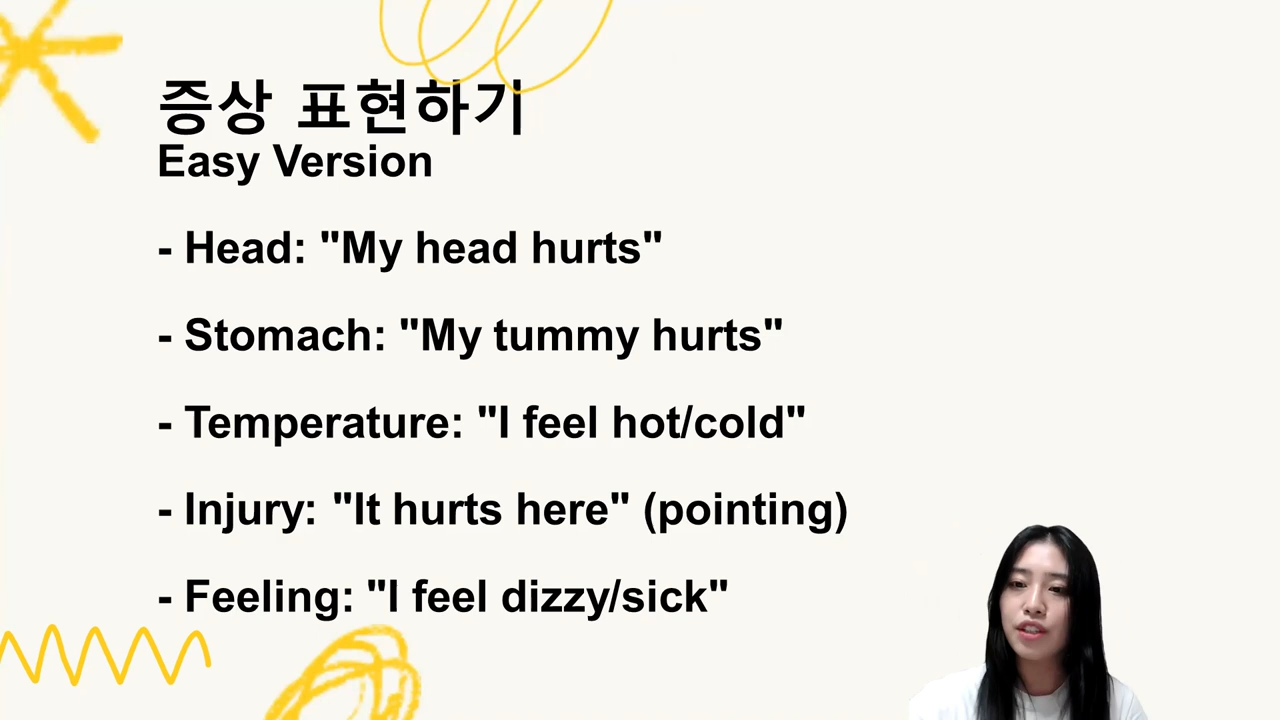 증상 표현하기
Easy Version
- Head: "My head hurts"
- Stomach: "My tummy hurts"
- Temperature: "I feel hot/cold"
- Injury: "It hurts here" (pointing)
- Feeling: "I feel dizzy/sick"